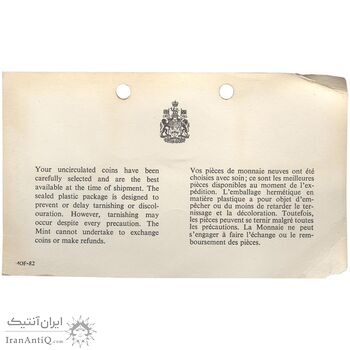 Your uncirculated coins have been
carefully selected and are the best
available at the time of shipment. The
sealed plastic package is designed to
prevent or delay tarnishing or discol-
ouration. However, tarnishing may
occur despite every precaution. The
Mint cannot undertake to exchange
coins or make refunds.
Vos pièces de monnaie neuves ont été
choisies avec soin; ce sont les meilleures
pièces disponibles au moment de l'ex-
pédition. L'emballage hermétique en
matière plastique a pour objet d'em-
pêcher ou du moins de retarder le ter-
nissage et la décoloration. Toutefois,
les pièces peuvent se ternir malgré toutes
les précautions. La Monnaie ne peut
s'engager à faire l'échange ou le rem-
boursement des pièces.
MOF-82
ایران آنتیک
IranAntiQ.com